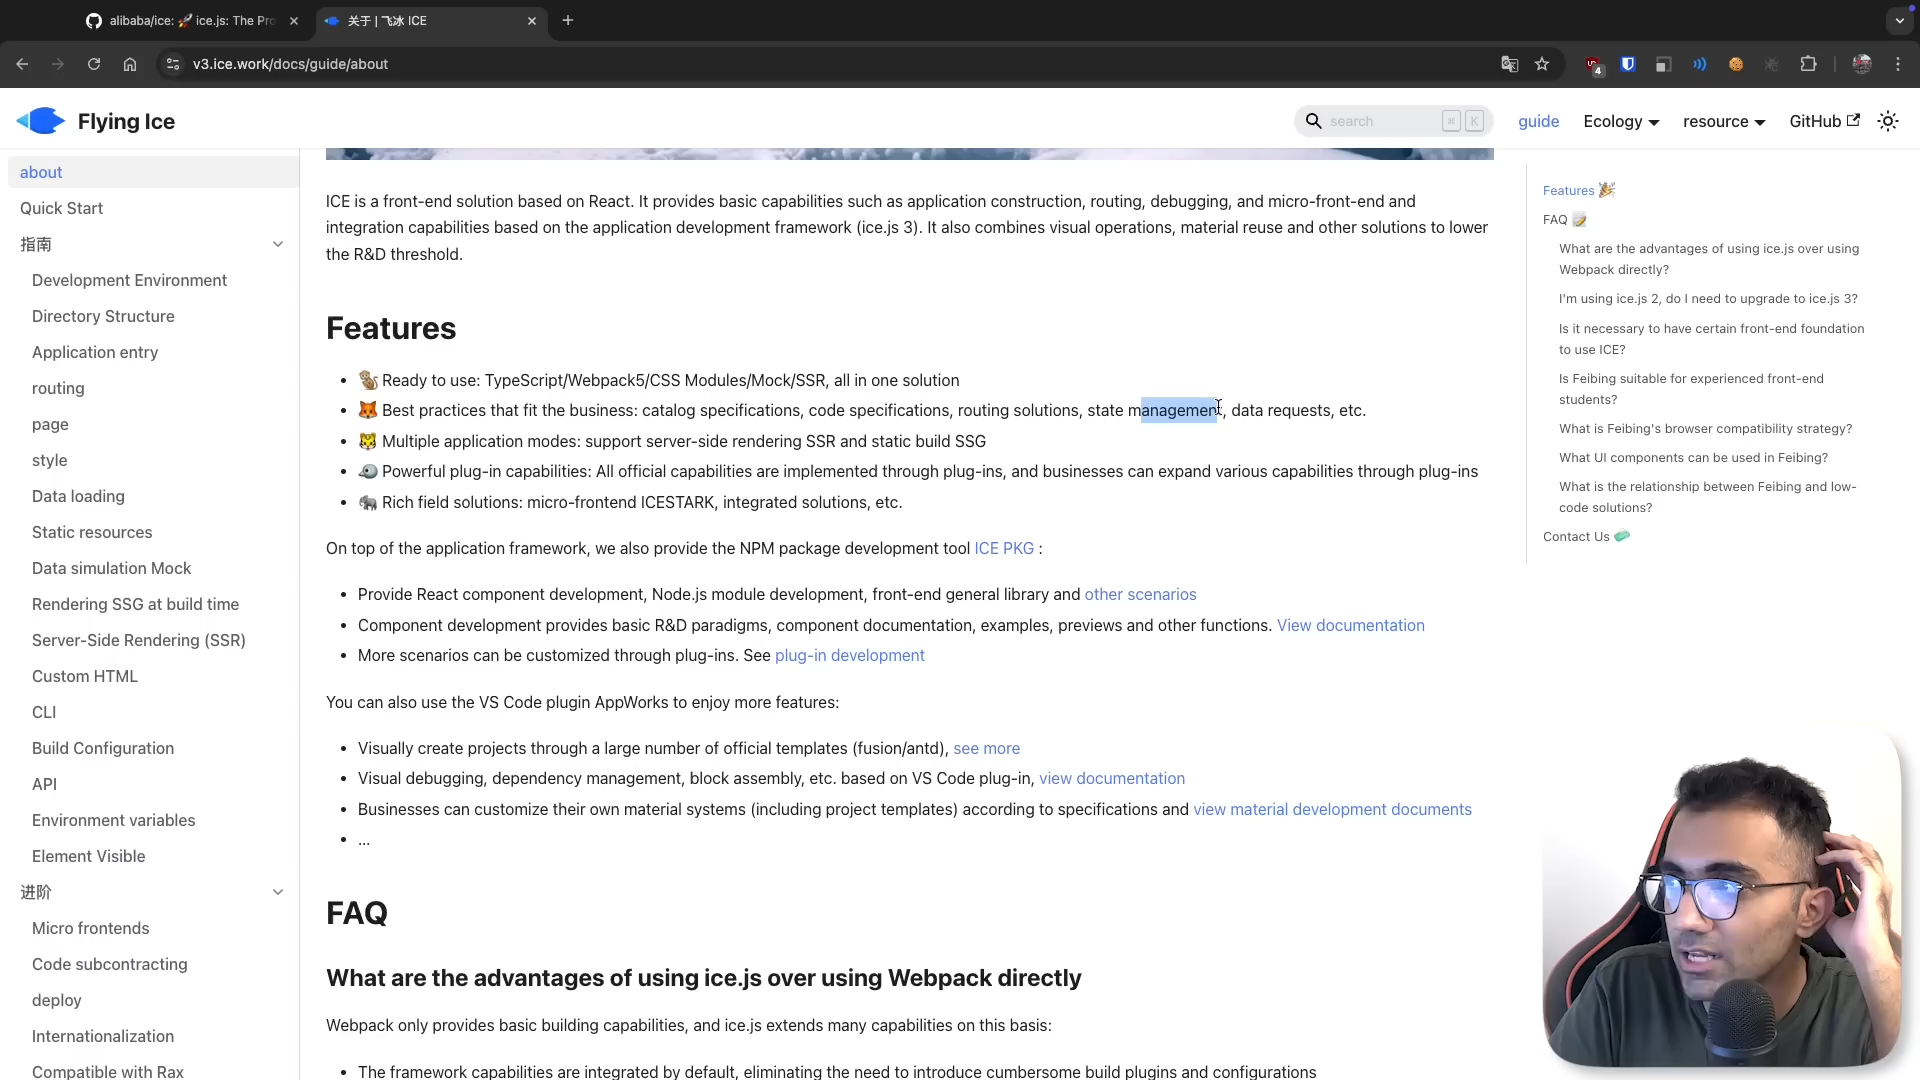 alibaba/ice: 🚀 ice.js: The Pro
关于 | 飞冰 ICE
v3.ice.work/docs/guide/about
4
Flying Ice
search
⌘ K
guide
Ecology
resource
GitHub
about
Quick Start
指南
Development Environment
Directory Structure
Application entry
routing
page
style
Data loading
Static resources
Data simulation Mock
Rendering SSG at build time
Server-Side Rendering (SSR)
Custom HTML
CLI
Build Configuration
API
Environment variables
Element Visible
进阶
Micro frontends
Code subcontracting
deploy
Internationalization
Compatible with Rax
ICE is a front-end solution based on React. It provides basic capabilities such as application construction, routing, debugging, and micro-front-end and
integration capabilities based on the application development framework (ice.js 3). It also combines visual operations, material reuse and other solutions to lower
the R&D threshold.
Features
• 🐒 Ready to use: TypeScript/Webpack5/CSS Modules/Mock/SSR, all in one solution
• 🦊 Best practices that fit the business: catalog specifications, code specifications, routing solutions, state management, data requests, etc.
• 🐯 Multiple application modes: support server-side rendering SSR and static build SSG
• 🐨 Powerful plug-in capabilities: All official capabilities are implemented through plug-ins, and businesses can expand various capabilities through plug-ins
• 🐘 Rich field solutions: micro-frontend ICESTARK, integrated solutions, etc.
On top of the application framework, we also provide the NPM package development tool ICE PKG :
• Provide React component development, Node.js module development, front-end general library and other scenarios
• Component development provides basic R&D paradigms, component documentation, examples, previews and other functions. View documentation
• More scenarios can be customized through plug-ins. See plug-in development
You can also use the VS Code plugin AppWorks to enjoy more features:
• Visually create projects through a large number of official templates (fusion/antd), see more
• Visual debugging, dependency management, block assembly, etc. based on VS Code plug-in, view documentation
• Businesses can customize their own material systems (including project templates) according to specifications and view material development documents
• ...
FAQ
What are the advantages of using ice.js over using Webpack directly
Webpack only provides basic building capabilities, and ice.js extends many capabilities on this basis:
• The framework capabilities are integrated by default, eliminating the need to introduce cumbersome build plugins and configurations
Features 🎉
FAQ 📝
What are the advantages of using ice.js over using
Webpack directly?
I'm using ice.js 2, do I need to upgrade to ice.js 3?
Is it necessary to have certain front-end foundation
to use ICE?
Is Feibing suitable for experienced front-end
students?
What is Feibing's browser compatibility strategy?
What UI components can be used in Feibing?
What is the relationship between Feibing and low-
code solutions?
Contact Us 🧼